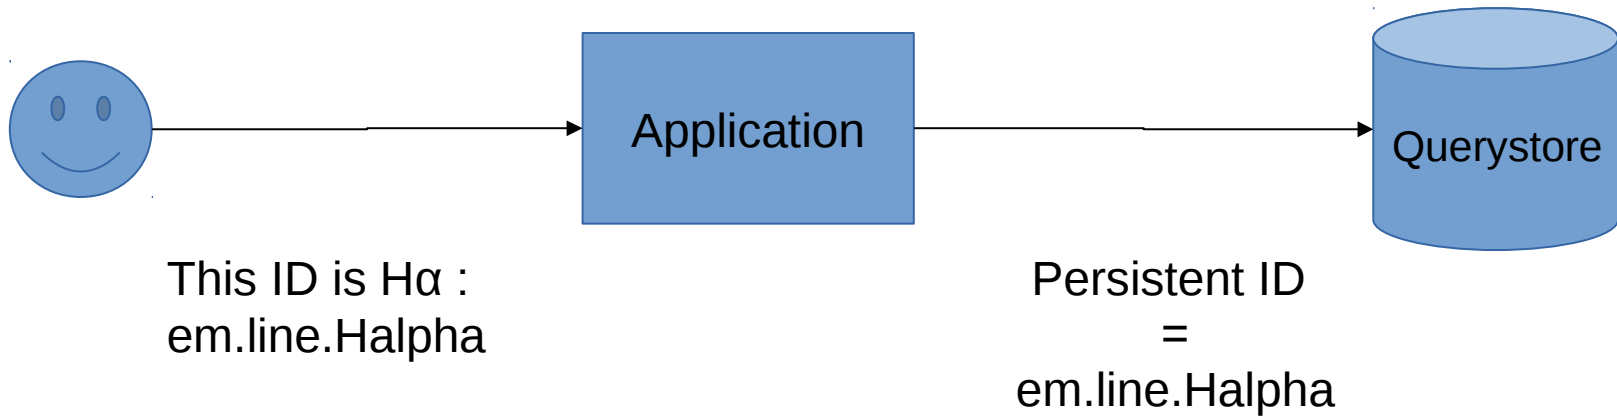 Application
Querystore
This ID is Hα :
em.line.Halpha
Persistent ID
=
em.line.Halpha